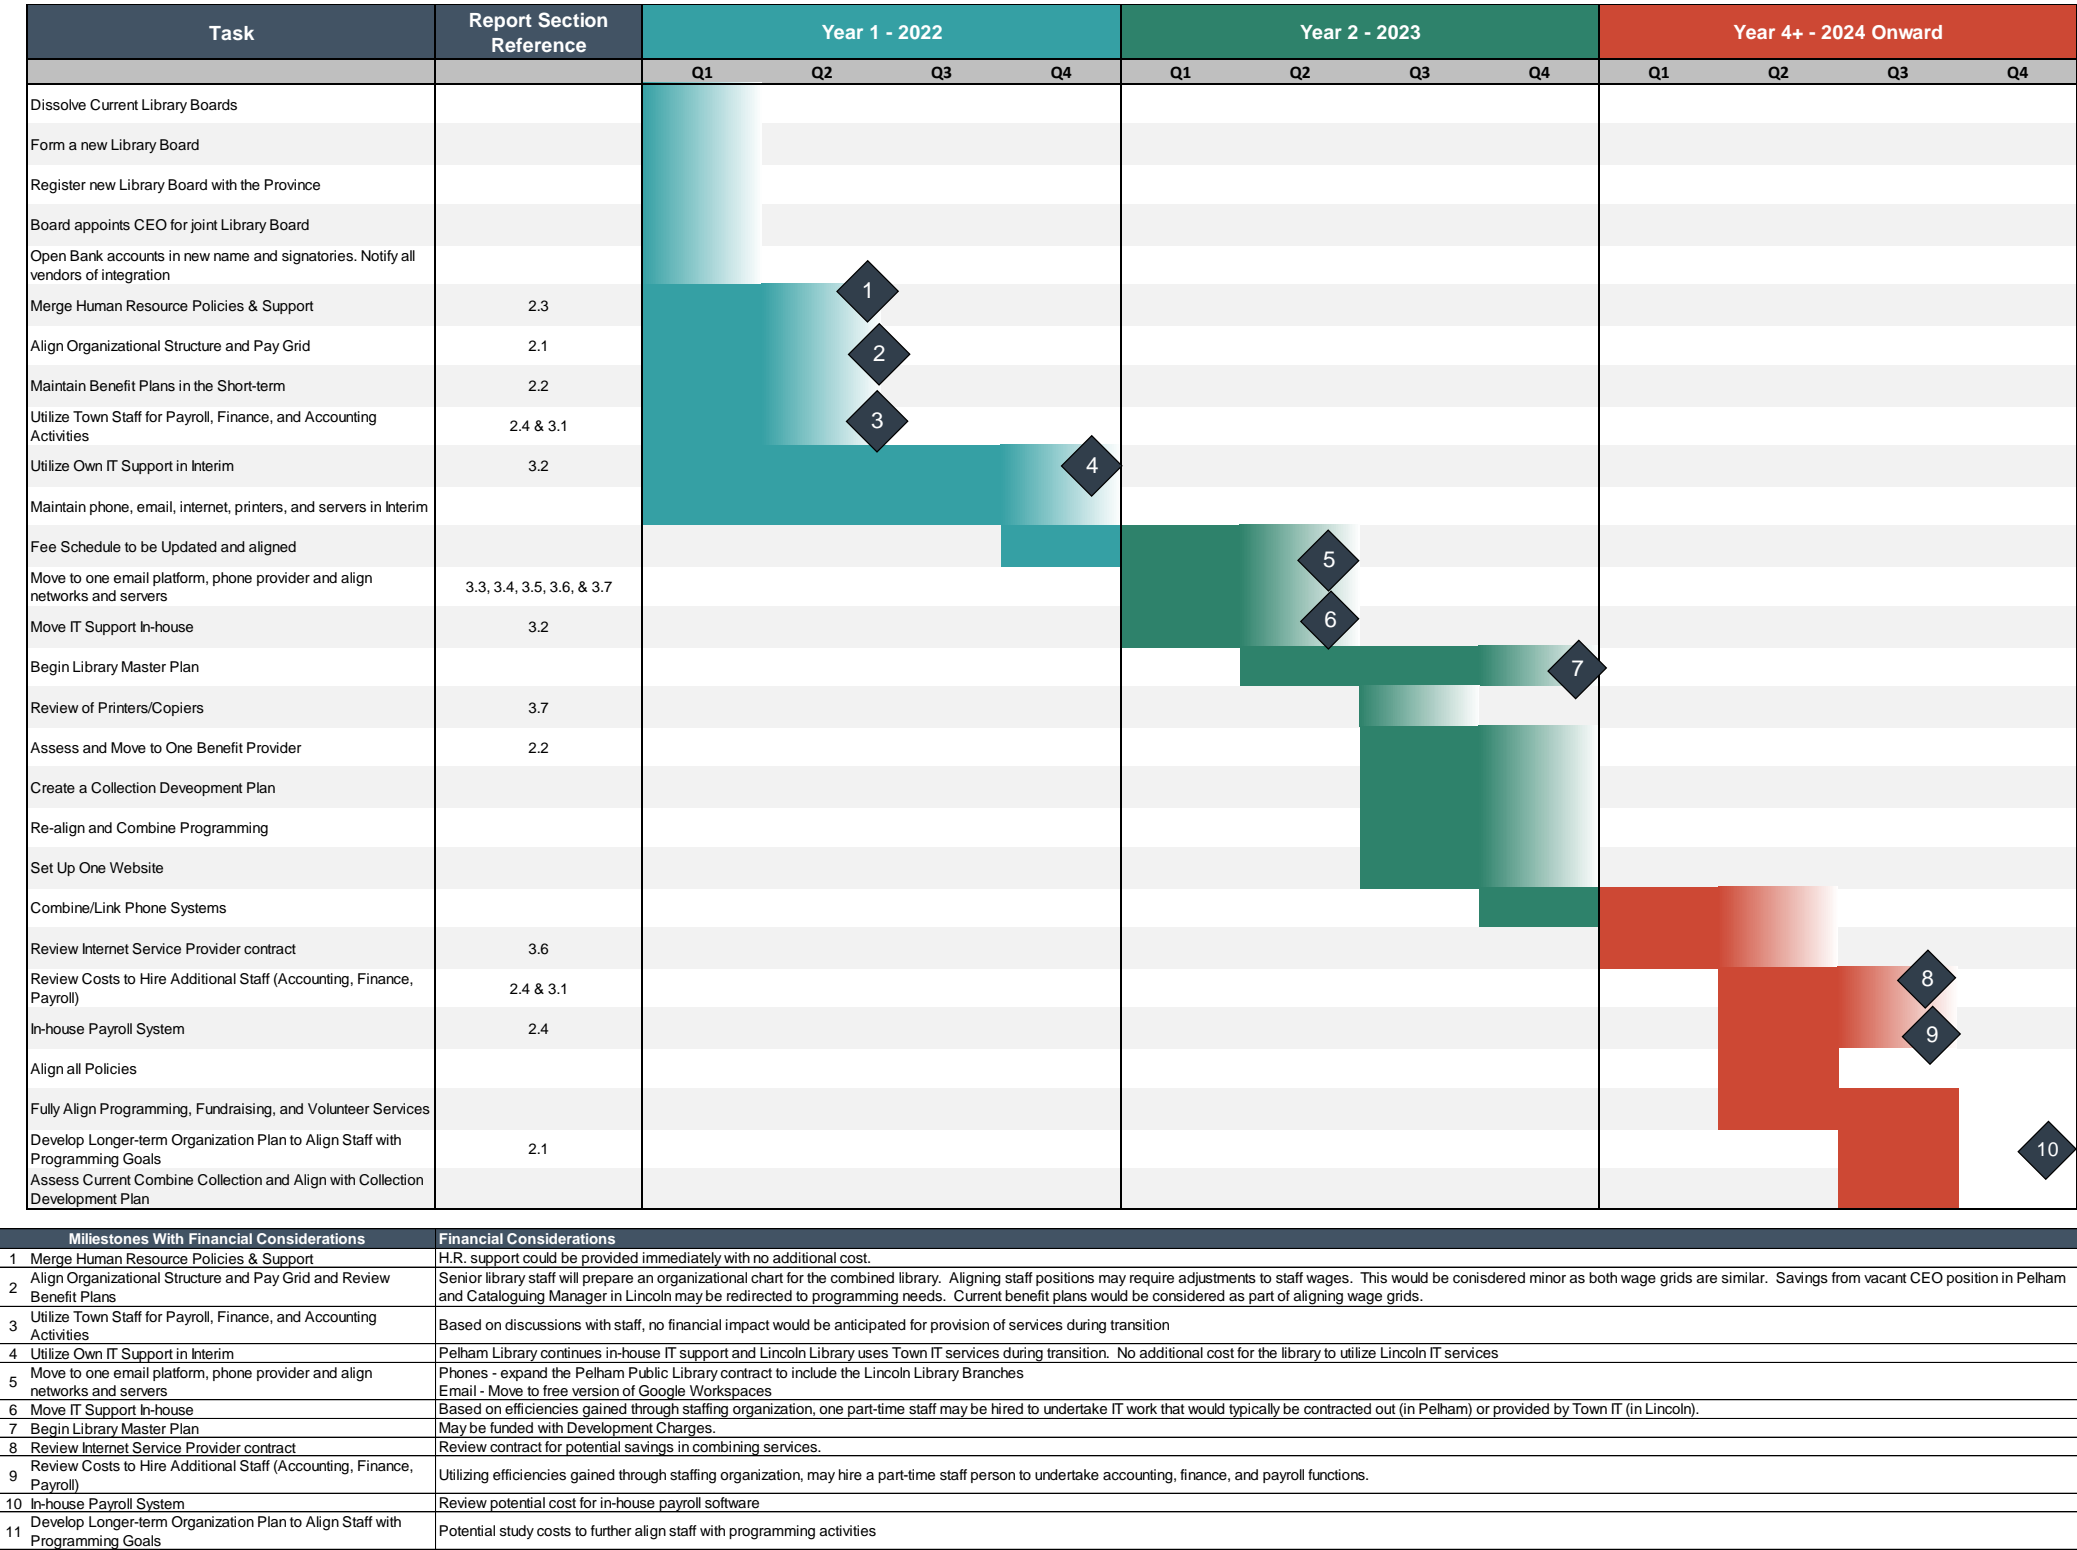 Task
Report Section
Reference
Year 1 - 2022
Year 2 - 2023
Year 4+ - 2024 Onward
Q1 Q2 Q3 Q4 Q1 Q2 Q3 Q4 Q1 Q2 Q3 Q4
Dissolve Current Library Boards
Form a new Library Board
Register new Library Board with the Province
Board appoints CEO for joint Library Board
Open Bank accounts in new name and signatories. Notify all
vendors of integration
1
Merge Human Resource Policies & Support 2.3
Align Organizational Structure and Pay Grid 2.1 2
Maintain Benefit Plans in the Short-term 2.2
Utilize Town Staff for Payroll, Finance, and Accounting
Activities
2.4 & 3.1 3
Utilize Own IT Support in Interim 3.2 4
Maintain phone, email, internet, printers, and servers in Interim
Fee Schedule to be Updated and aligned 5
Move to one email platform, phone provider and align
networks and servers
3.3, 3.4, 3.5, 3.6, & 3.7
Move IT Support In-house 3.2 6
Begin Library Master Plan 7
Review of Printers/Copiers 3.7
Assess and Move to One Benefit Provider 2.2
Create a Collection Deveopment Plan
Re-align and Combine Programming
Set Up One Website
Combine/Link Phone Systems
Review Internet Service Provider contract 3.6
Review Costs to Hire Additional Staff (Accounting, Finance,
Payroll)
2.4 & 3.1 8
In-house Payroll System 2.4 9
Align all Policies
Fully Align Programming, Fundraising, and Volunteer Services
Develop Longer-term Organization Plan to Align Staff with
Programming Goals
2.1 10
Assess Current Combine Collection and Align with Collection
Development Plan
Miliestones With Financial Considerations Financial Considerations
1 Merge Human Resource Policies & Support H.R. support could be provided immediately with no additional cost.
2 Align Organizational Structure and Pay Grid and Review
Benefit Plans
Senior library staff will prepare an organizational chart for the combined library. Aligning staff positions may require adjustments to staff wages. This would be conisdered minor as both wage grids are similar. Savings from vacant CEO position in Pelham
and Cataloguing Manager in Lincoln may be redirected to programming needs. Current benefit plans would be considered as part of aligning wage grids.
3 Utilize Town Staff for Payroll, Finance, and Accounting
Activities
Based on discussions with staff, no financial impact would be anticipated for provision of services during transition
4 Utilize Own IT Support in Interim Pelham Library continues in-house IT support and Lincoln Library uses Town IT services during transition. No additional cost for the library to utilize Lincoln IT services
5 Move to one email platform, phone provider and align
networks and servers
Phones - expand the Pelham Public Library contract to include the Lincoln Library Branches
Email - Move to free version of Google Workspaces
6 Move IT Support In-house Based on efficiencies gained through staffing organization, one part-time staff may be hired to undertake IT work that would typically be contracted out (in Pelham) or provided by Town IT (in Lincoln).
7 Begin Library Master Plan May be funded with Development Charges.
8 Review Internet Service Provider contract Review contract for potential savings in combining services.
9 Review Costs to Hire Additional Staff (Accounting, Finance,
Payroll)
Utilizing efficiencies gained through staffing organization, may hire a part-time staff person to undertake accounting, finance, and payroll functions.
10 In-house Payroll System Review potential cost for in-house payroll software
11 Develop Longer-term Organization Plan to Align Staff with
Programming Goals
Potential study costs to further align staff with programming activities